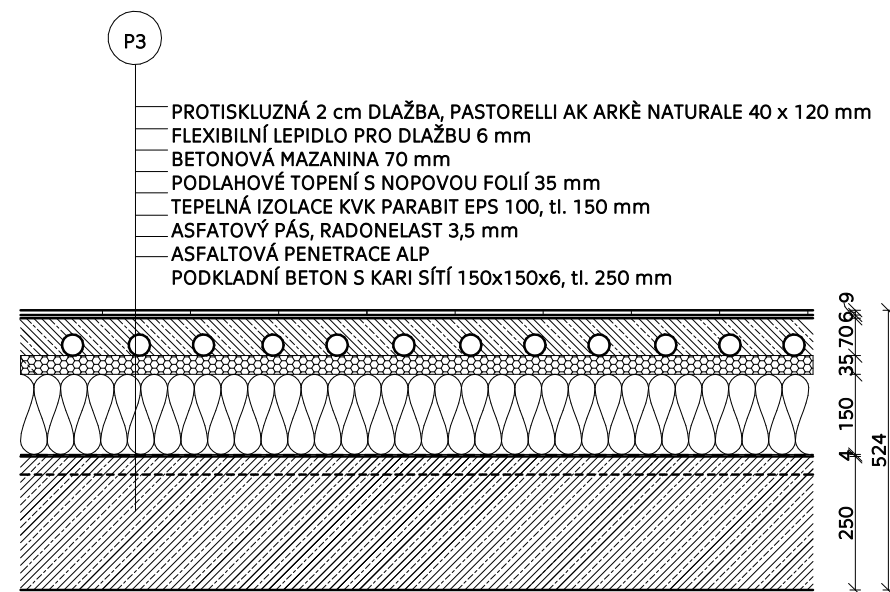 P3
PROTISKLUZNÁ 2 cm DLAŽBA, PASTORELLI AK ARKÈ NATURALE 40 x 120 mm
FLEXIBILNÍ LEPIDLO PRO DLAŽBU 6 mm
BETONOVÁ MAZANINA 70 mm
PODLAHOVÉ TOPENÍ S NOPOVOU FOLIÍ 35 mm
TEPELNÁ IZOLACE KVK PARABIT EPS 100, tl. 150 mm
ASFATOVÝ PÁS, RADONELAST 3,5 mm
ASFALTOVÁ PENETRACE ALP
PODKLADNÍ BETON S KARI SÍTÍ 150x150x6, tl. 250 mm
9
6
70
35
150
4
250
524